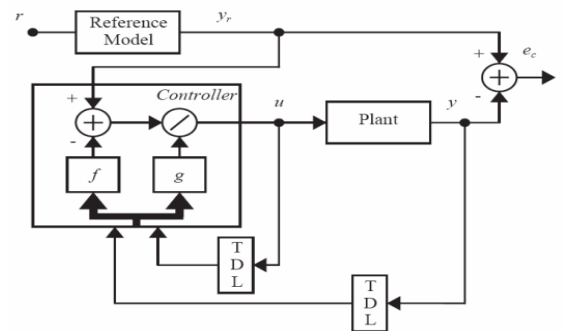 r
Reference
Model
y_r
+
e_c
+
-
+
Controller
u
y
+
-
Plant
f
g
T
D
L
T
D
L